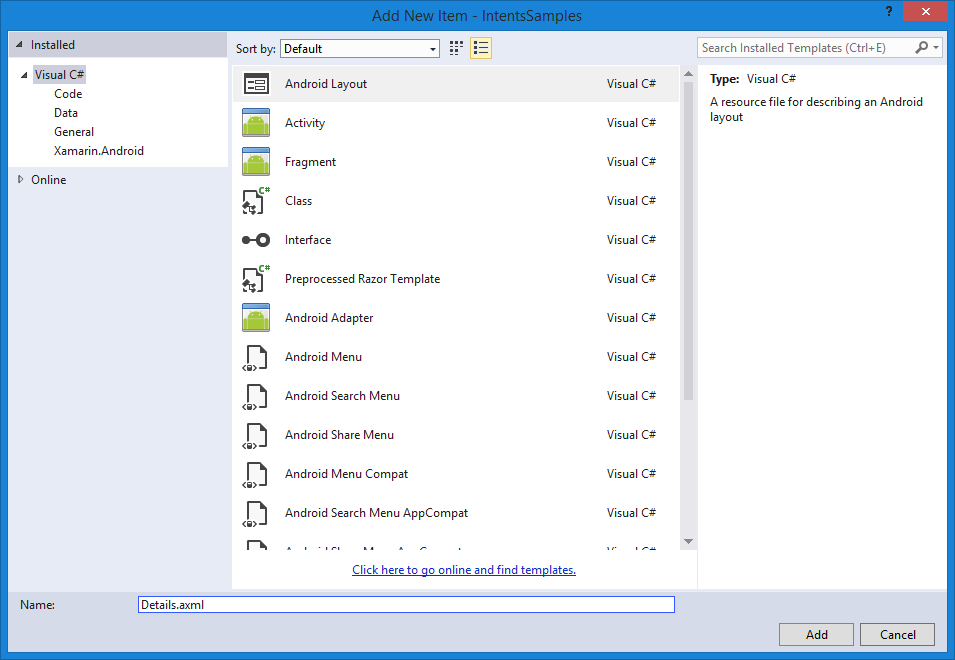 Add New Item - IntentsSamples
?
Installed
Visual C#
Code
Data
General
Xamarin.Android
Online
Sort by: Default
Android Layout Visual C#
Activity Visual C#
Fragment Visual C#
C# Class Visual C#
Interface Visual C#
C# Preprocessed Razor Template Visual C#
Android Adapter Visual C#
Android Menu Visual C#
Android Search Menu Visual C#
Android Share Menu Visual C#
Android Menu Compat Visual C#
Android Search Menu AppCompat Visual C#
Android Share Menu AppCompat Visual C#
Click here to go online and find templates.
Search Installed Templates (Ctrl+E)
Type: Visual C#
A resource file for describing an Android
layout
Name: Details.axml
Add Cancel